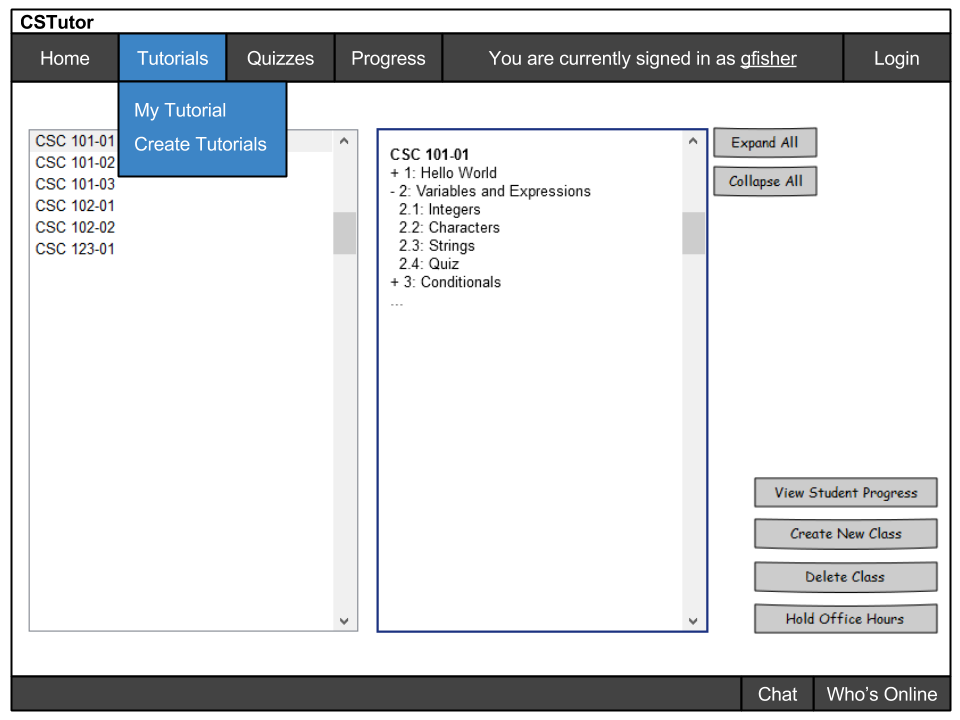 CSTutor
Home Tutorials Quizzes Progress You are currently signed in as gfisher Login
My Tutorial
Create Tutorials
CSC 101-01
CSC 101-02
CSC 101-03
CSC 102-01
CSC 102-02
CSC 123-01
CSC 101-01
+ 1: Hello World
- 2: Variables and Expressions
2.1: Integers
2.2: Characters
2.3: Strings
2.4: Quiz
+ 3: Conditionals
...
Expand All
Collapse All
View Student Progress
Create New Class
Delete Class
Hold Office Hours
Chat Who's Online